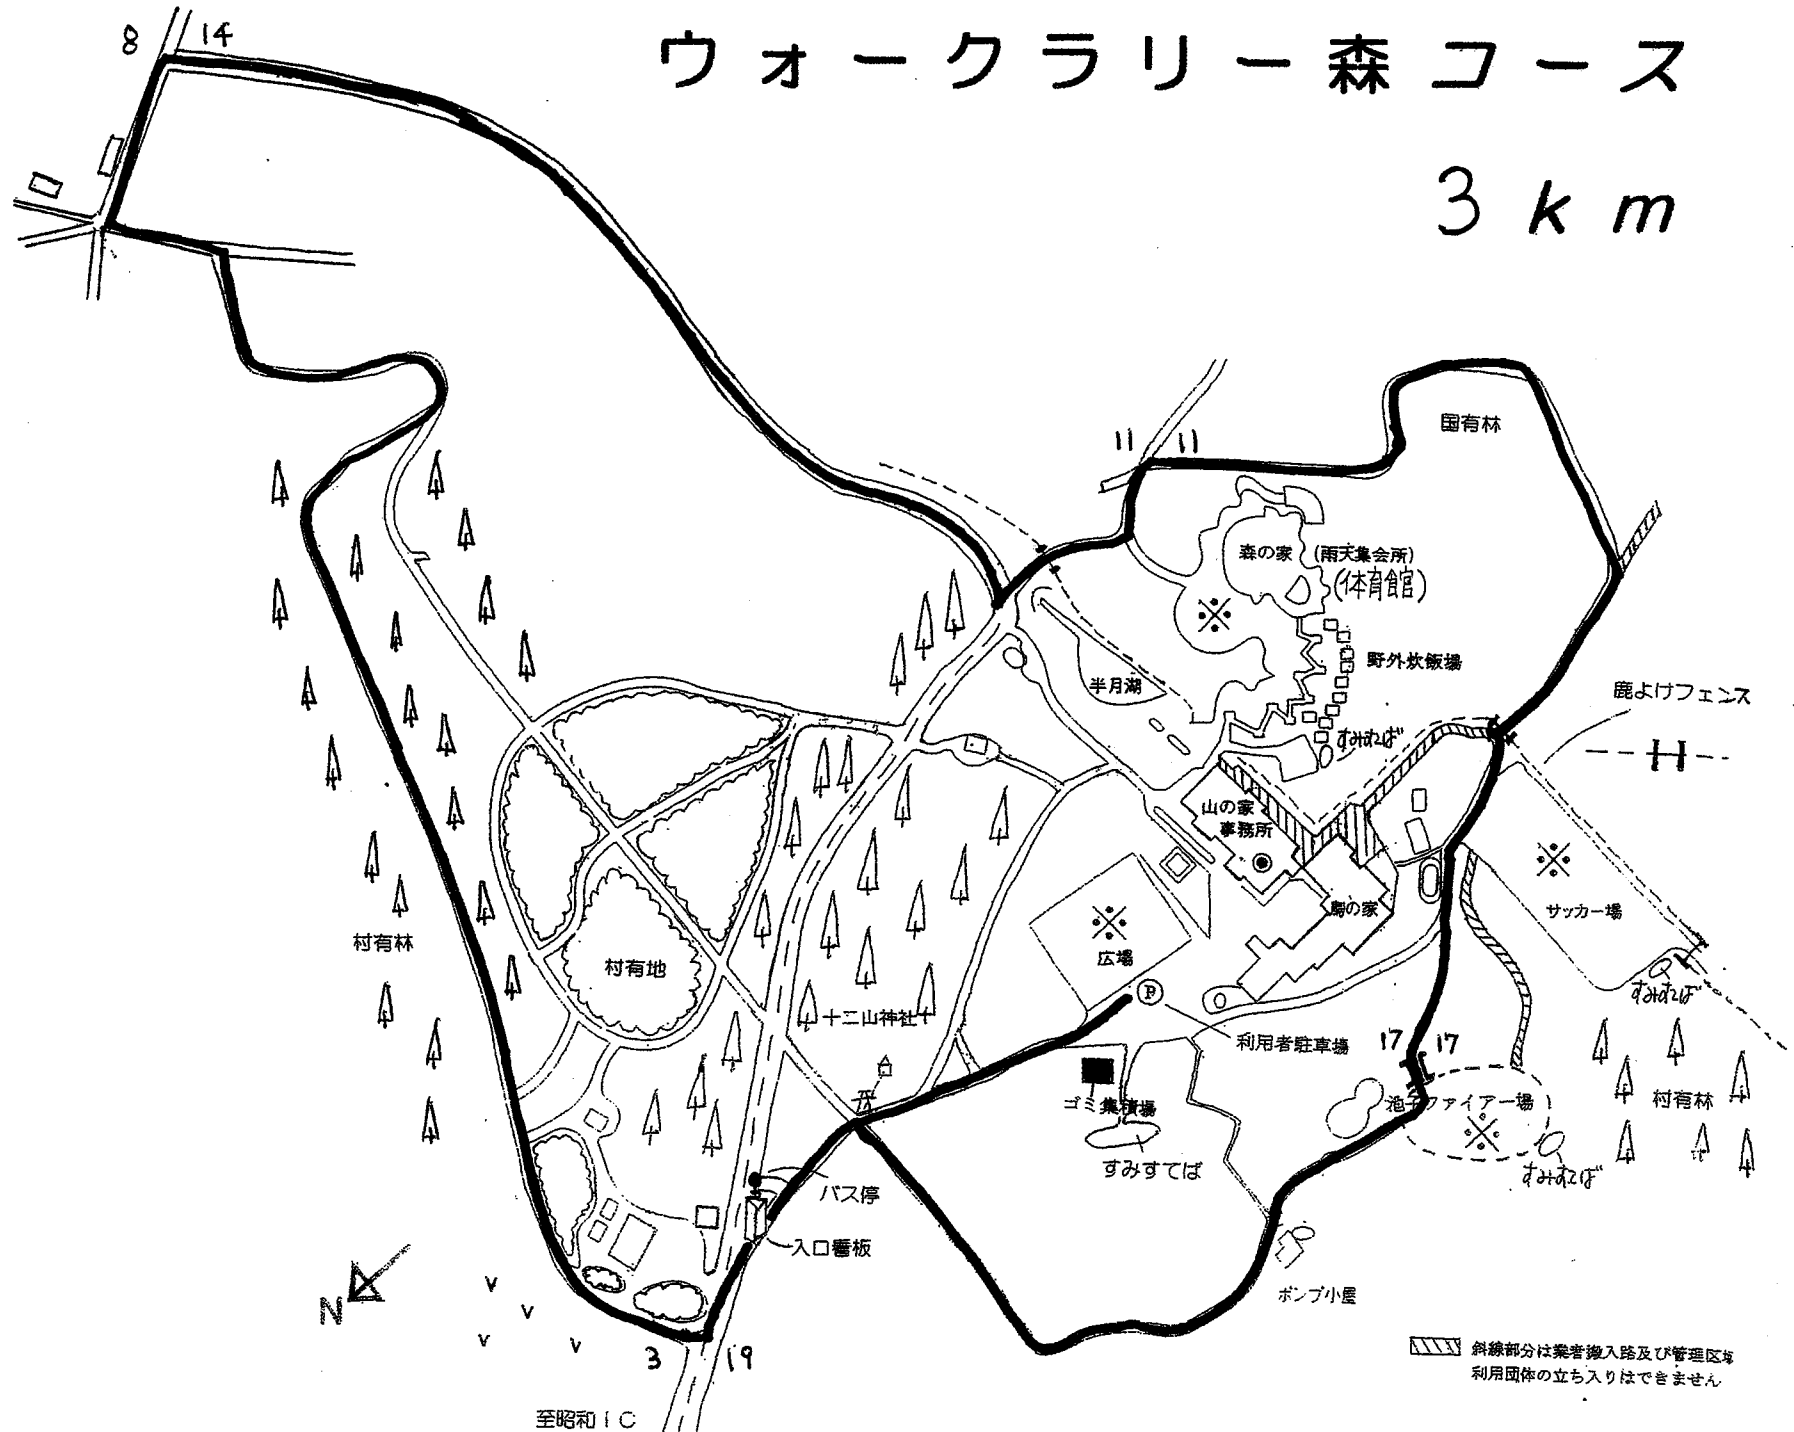 ウォークラリー森コース
3km
8 14
国有林
11 11
森の家 (雨天集会所)
(体育館)
野外炊飯場
半月湖
鹿よけフェンス
すみすてば
山の家
事務所
サッカー場
駒の家
村有林
村有地
広場
すみすてば
十二山神社
P
利用者駐車場
17 17
ゴミ集積場
ファイアー場
村有林
すみすてば
すみすてば
バス停
入口看板
N
ポンプ小屋
3 19
斜線部分は業者搬入路及び管理区域
利用団体の立ち入りはできません
至昭和IC